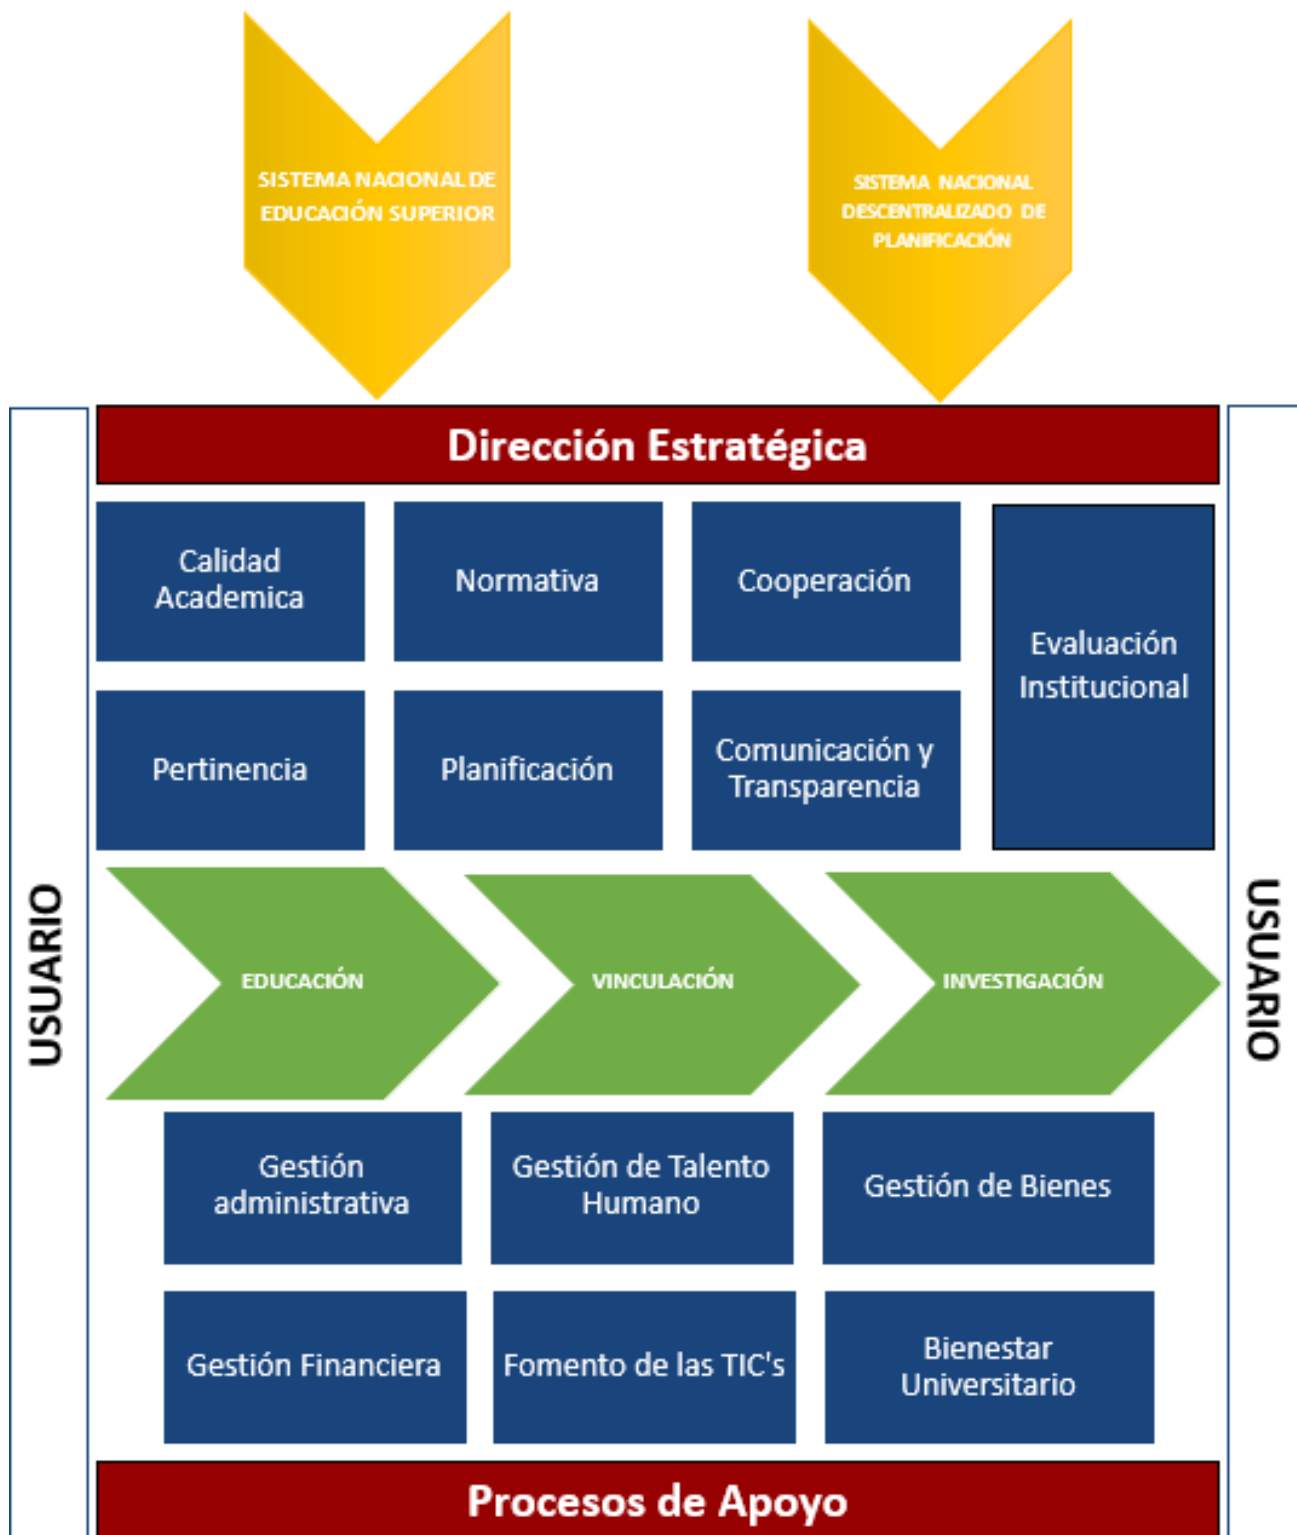 SISTEMA NACIONAL DE
EDUCACIÓN SUPERIOR
SISTEMA NACIONAL
DESCENTRALIZADO DE
PLANIFICACIÓN
Dirección Estratégica
Calidad
Academica
Normativa
Cooperación
Evaluación
Institucional
Pertinencia
Planificación
Comunicación y
Transparencia
USUARIO
EDUCACIÓN
VINCULACIÓN
INVESTIGACIÓN
USUARIO
Gestión
administrativa
Gestión de Talento
Humano
Gestión de Bienes
Gestión Financiera
Fomento de las TIC's
Bienestar
Universitario
Procesos de Apoyo